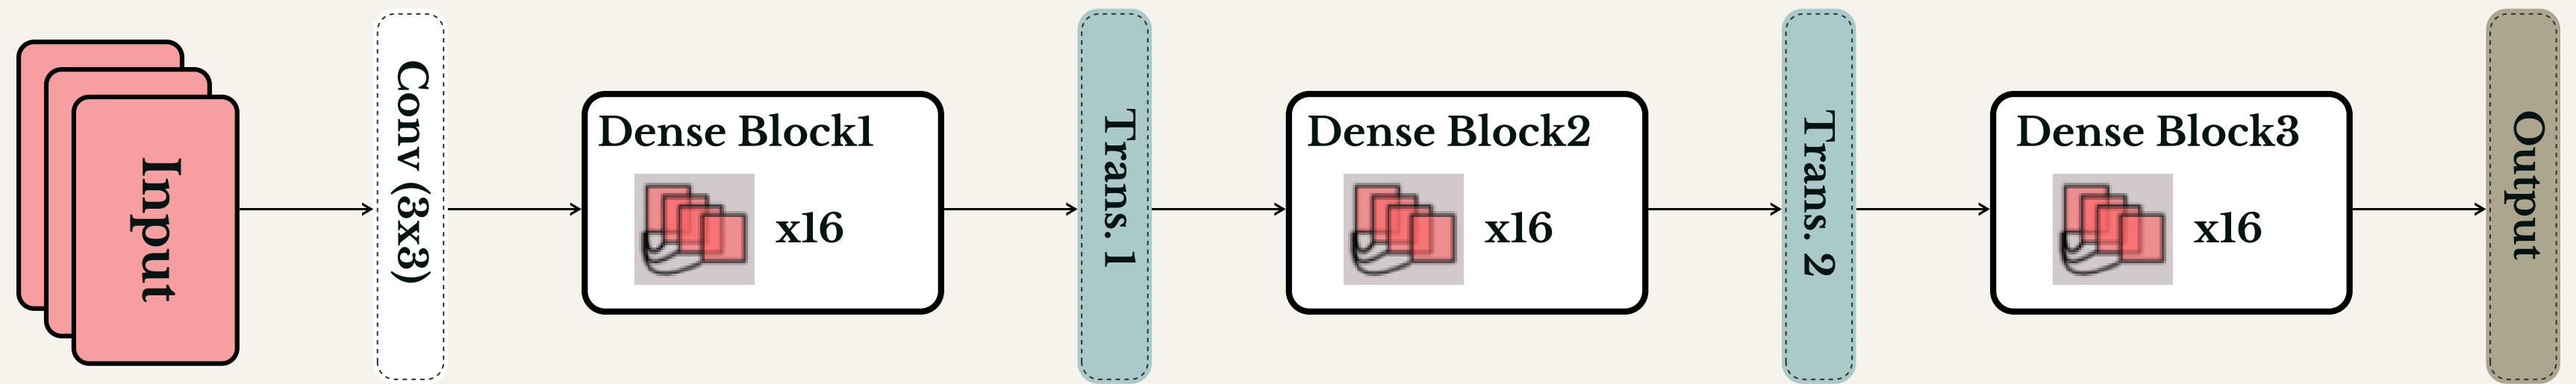 Input
Conv (3x3)
Dense Block1
x16
Trans. 1
Dense Block2
x16
Trans. 2
Dense Block3
x16
Output